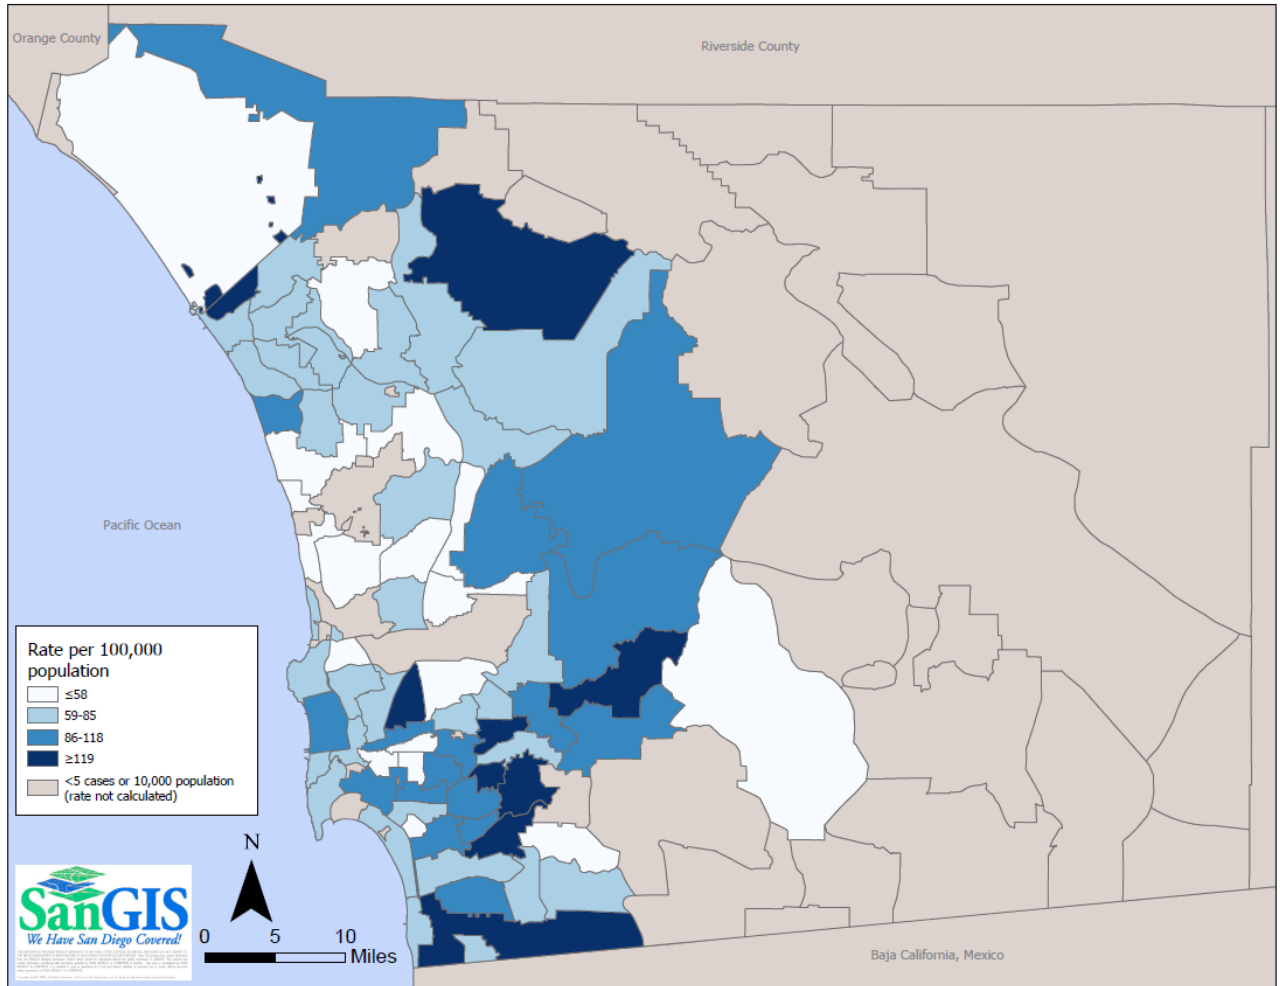 Orange County
Riverside County
Pacific Ocean
Rate per 100,000
population
≤58
59-85
86-118
≥119
<5 cases or 10,000 population
(rate not calculated)
N
SanGIS
We Have San Diego Covered!
0 5 10
Miles
Baja California, Mexico